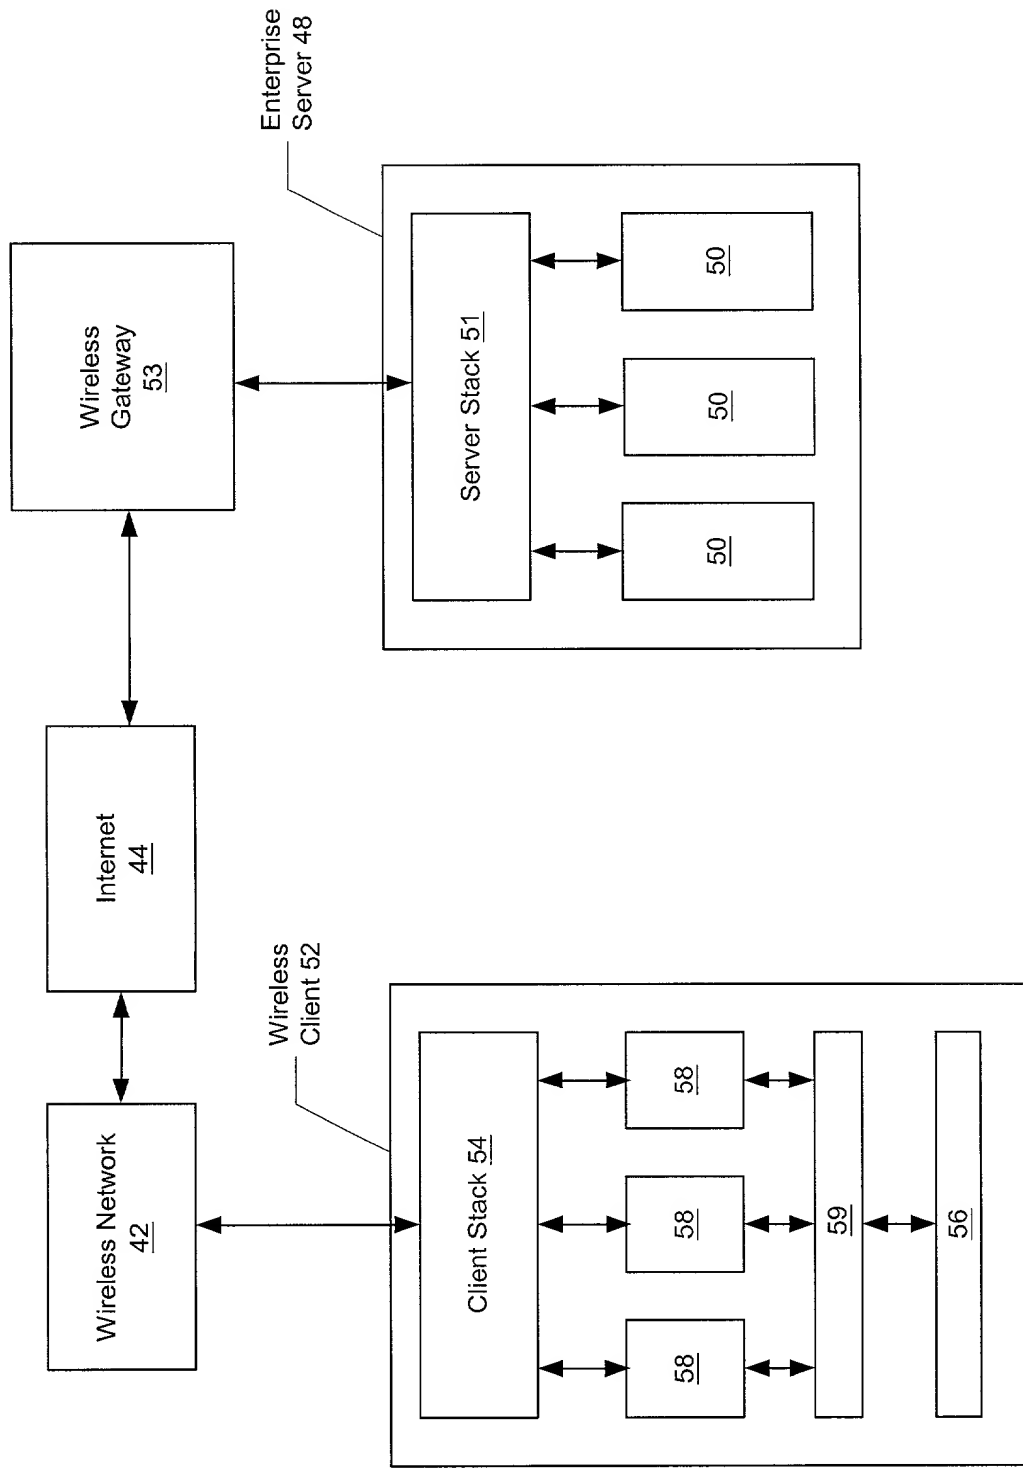 Wireless Network
42
Internet
44
Wireless
Gateway
53
Wireless
Client 52
Enterprise
Server 48
Client Stack 54
Server Stack 51
58
58
58
50
50
50
59
56